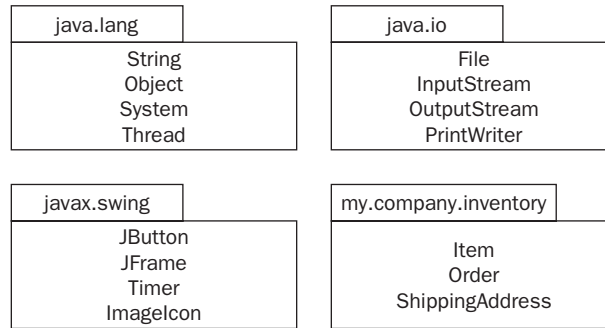 java.lang
String
Object
System
Thread
java.io
File
InputStream
OutputStream
PrintWriter
javax.swing
JButton
JFrame
Timer
ImageIcon
my.company.inventory
Item
Order
ShippingAddress